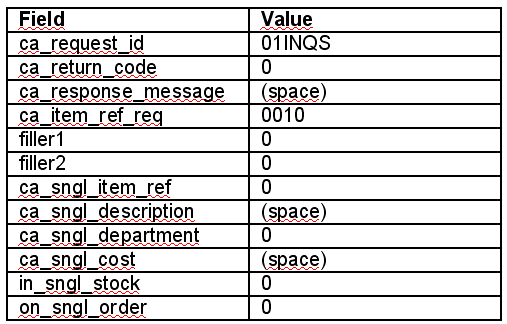 Field Value
ca_request_id 01INQS
ca_return_code 0
ca_response_message (space)
ca_item_ref_req 0010
filler1 0
filler2 0
ca_sngl_item_ref 0
ca_sngl_description (space)
ca_sngl_department 0
ca_sngl_cost (space)
in_sngl_stock 0
on_sngl_order 0